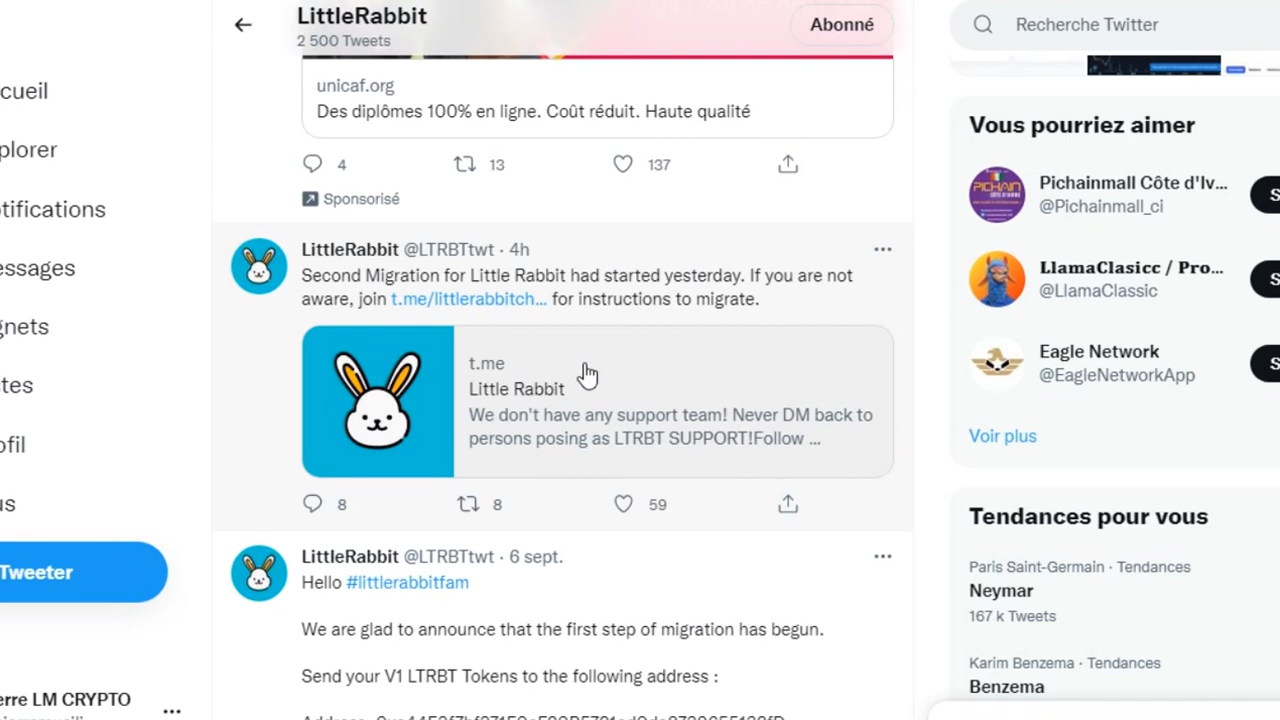 LittleRabbit
2 500 Tweets
Abonné
unicaf.org
Des diplômes 100% en ligne. Coût réduit. Haute qualité
4 13 137
Sponsorisé
LittleRabbit @LTRBTtwt · 4h
Second Migration for Little Rabbit had started yesterday. If you are not
aware, join t.me/littlerabbitch... for instructions to migrate.
t.me
Little Rabbit
We don't have any support team! Never DM back to
persons posing as LTRBT SUPPORT!Follow ...
8 8 59
LittleRabbit @LTRBTtwt · 6 sept.
Hello #littlerabbitfam
We are glad to announce that the first step of migration has begun.
Send your V1 LTRBT Tokens to the following address :
cueil
plorer
tifications
essages
gnets
tes
ofil
us
Tweeter
erre LM CRYPTO
Recherche Twitter
Vous pourriez aimer
PICHAIN
Pichainmall Côte d'Iv...
@Pichainmall_ci
S
LlamaClasicc / Pro...
@LlamaClassic
S
Eagle Network
@EagleNetworkApp
S
Voir plus
Tendances pour vous
Paris Saint-Germain · Tendances
Neymar
167 k Tweets
Karim Benzema · Tendances
Benzema